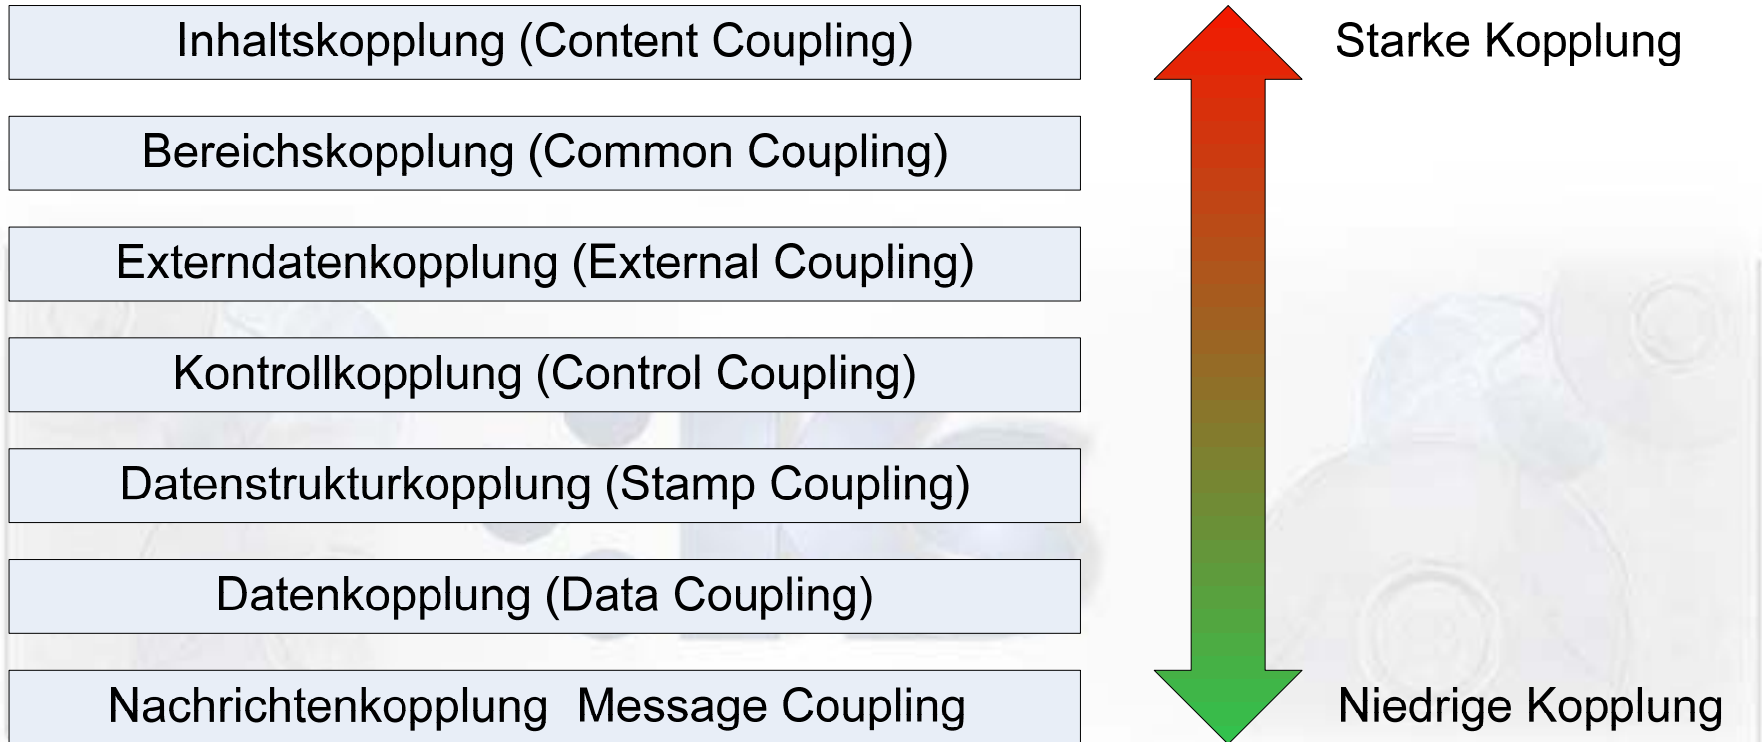 Inhaltskopplung (Content Coupling)
Starke Kopplung
Bereichskopplung (Common Coupling)
Externdatenkopplung (External Coupling)
Kontrollkopplung (Control Coupling)
Datenstrukturkopplung (Stamp Coupling)
Datenkopplung (Data Coupling)
Nachrichtenkopplung Message Coupling
Niedrige Kopplung